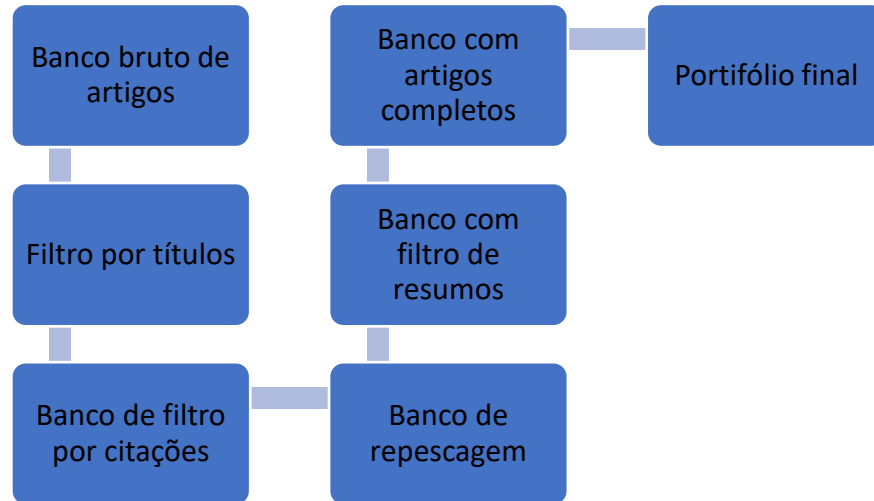 Banco bruto de
artigos
Filtro por títulos
Banco de filtro
por citações
Banco de
repescagem
Banco com
filtro de
resumos
Banco com
artigos
completos
Portifólio final